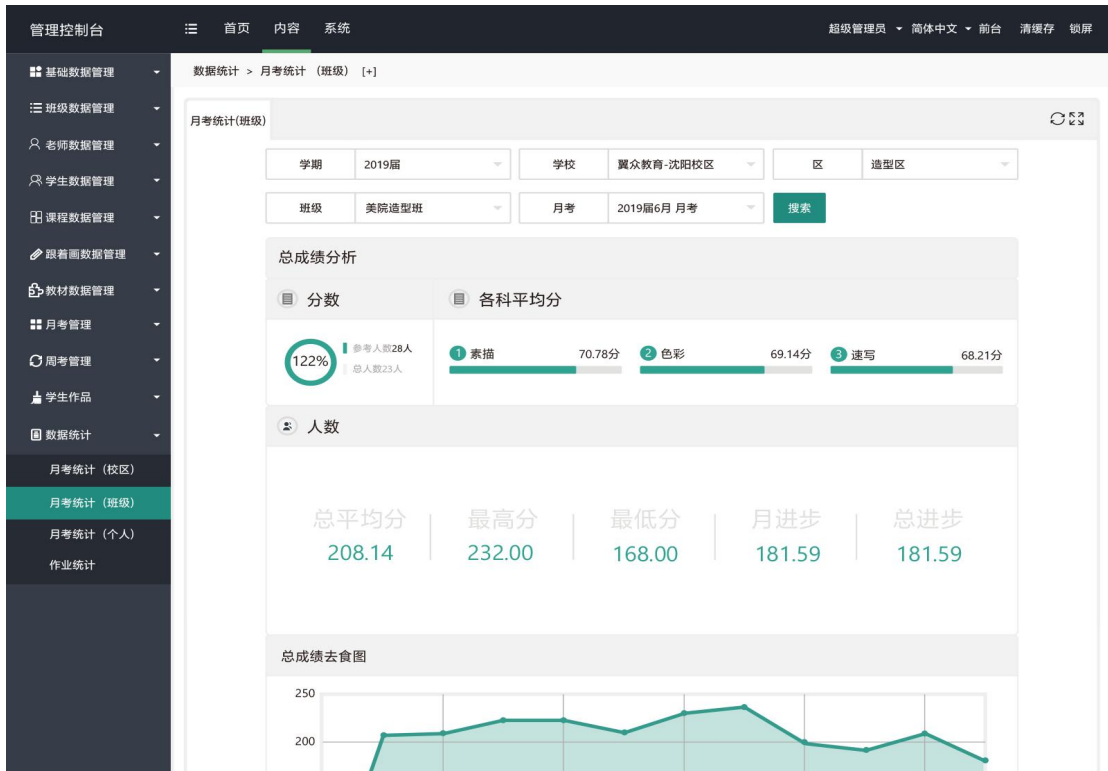 管理控制台 首页 内容 系统 超级管理员 简体中文 前台 清缓存 锁屏
基础数据管理
班级数据管理
老师数据管理
学生数据管理
课程数据管理
跟着画数据管理
教材数据管理
月考管理
周考管理
学生作品
数据统计
月考统计（校区）
月考统计（班级）
月考统计（个人）
作业统计
数据统计 > 月考统计 （班级） [+]
月考统计(班级)
学期 2019届 学校 翼众教育-沈阳校区 区 造型区
班级 美院造型班 月考 2019届6月 月考 搜索
总成绩分析
分数 各科平均分
122% 参考人数28人
总人数23人
1 素描 70.78分 2 色彩 69.14分 3 速写 68.21分
人数
总平均分 最高分 最低分 月进步 总进步
208.14 232.00 168.00 181.59 181.59
总成绩去食图
250
200